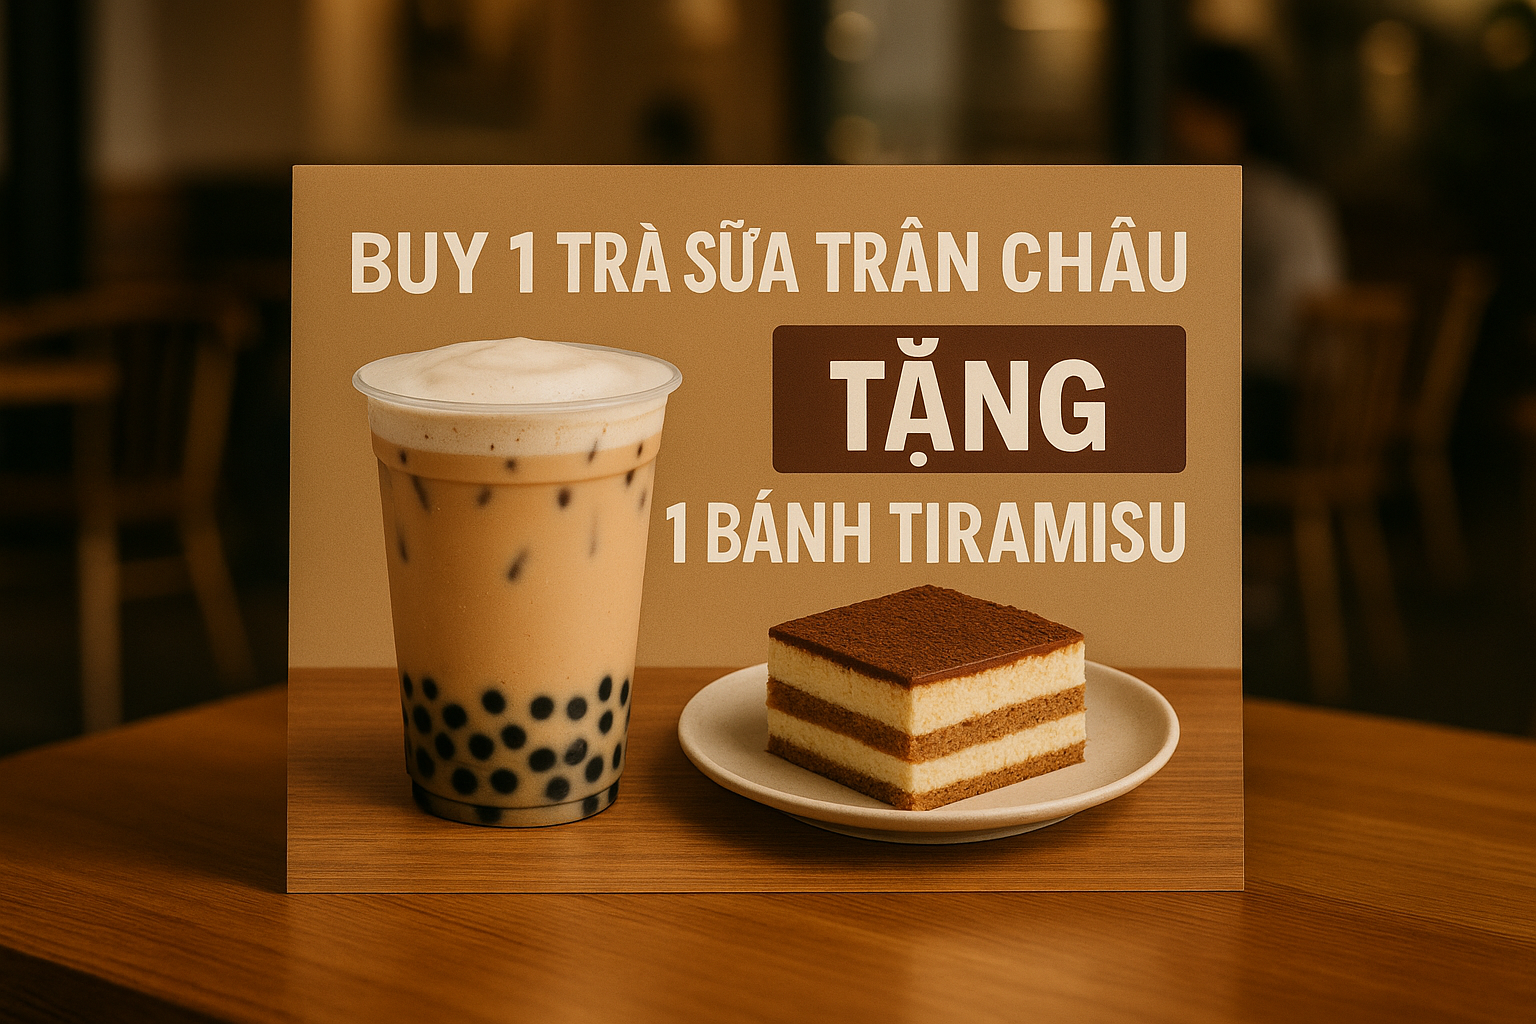 BUY 1 TRÀ SỮA TRÂN CHÂU
TẶNG
1 BÁNH TIRAMISU